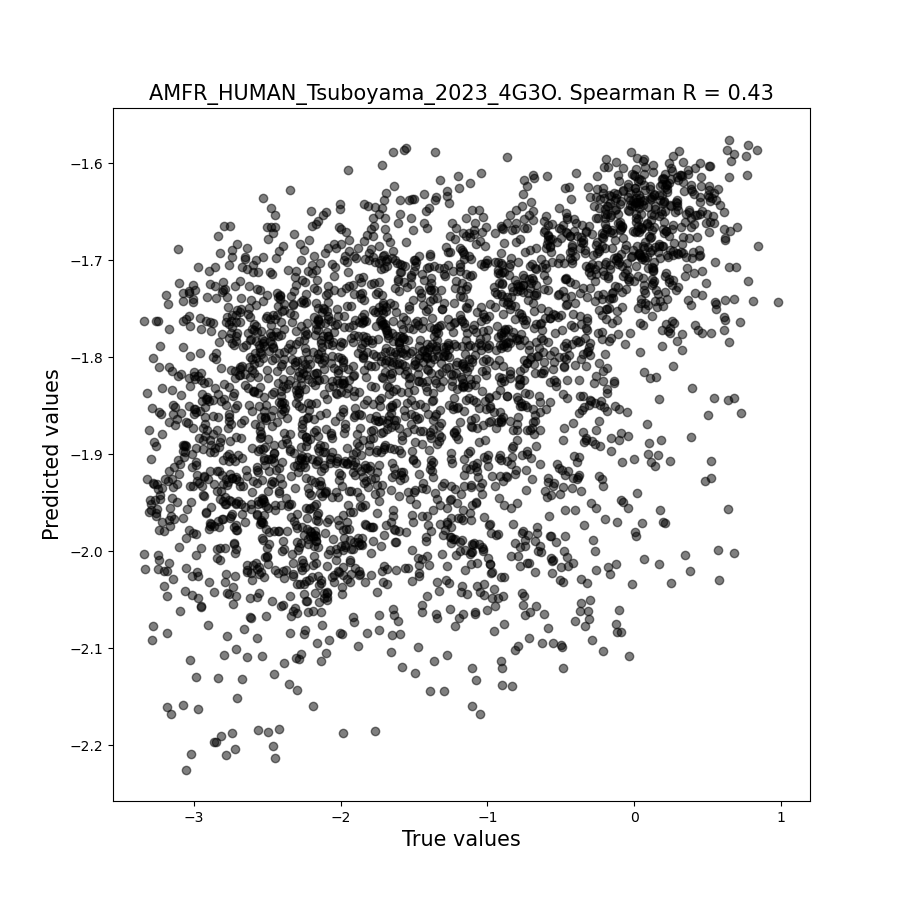 AMFR_HUMAN_Tsuboyama_2023_4G3O. Spearman R = 0.43
−1.6
−1.7
−1.8
−1.9
−2.0
−2.1
−2.2
Predicted values
−3 −2 −1 0 1
True values